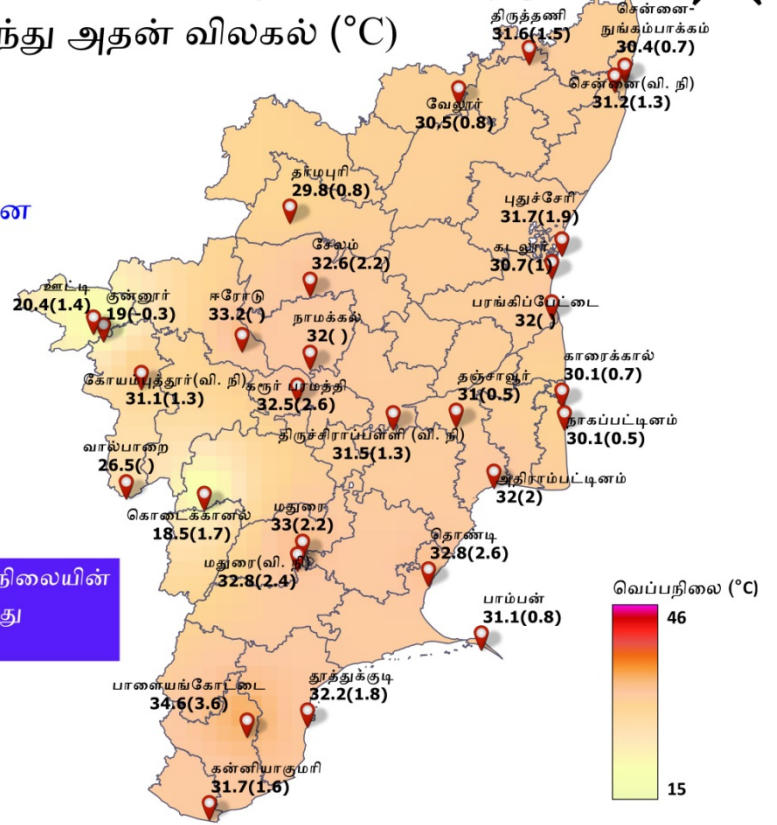 ந்து அதன் விலகல் (°C)
திருத்தணி
31.6(1.5)
சென்னை-
நுங்கம்பாக்கம்
30.4(0.7)
சென்னை(வி. நி)
31.2(1.3)
வேலூர்
30.5(0.8)
தர்மபுரி
29.8(0.8)
ன
புதுச்சேரி
31.7(1.9)
சேலம்
32.6(2.2)
கடலூர்
30.7(1)
ஊட்டி
20.4(1.4)
குன்னூர்
19(-0.3)
ஈரோடு
33.2( )
நாமக்கல்
32( )
பரங்கிப்பேட்டை
32( )
கோயம்புத்தூர்(வி. நி)
31.1(1.3)
கரூர் பரமத்தி
32.5(2.6)
தஞ்சாவூர்
31(0.5)
காரைக்கால்
30.1(0.7)
நாகப்பட்டினம்
30.1(0.5)
திருச்சிராப்பள்ளி (வி. நி)
31.5(1.3)
வால்பாறை
26.5( )
அதிராம்பட்டினம்
32(2)
கொடைக்கானல்
18.5(1.7)
மதுரை
33(2.2)
மதுரை(வி. நி)
32.8(2.4)
தொண்டி
32.8(2.6)
நிலையின்
து
பாம்பன்
31.1(0.8)
வெப்பநிலை (°C)
46
15
பாளையங்கோட்டை
34.6(3.6)
தூத்துக்குடி
32.2(1.8)
கன்னியாகுமரி
31.7(1.6)